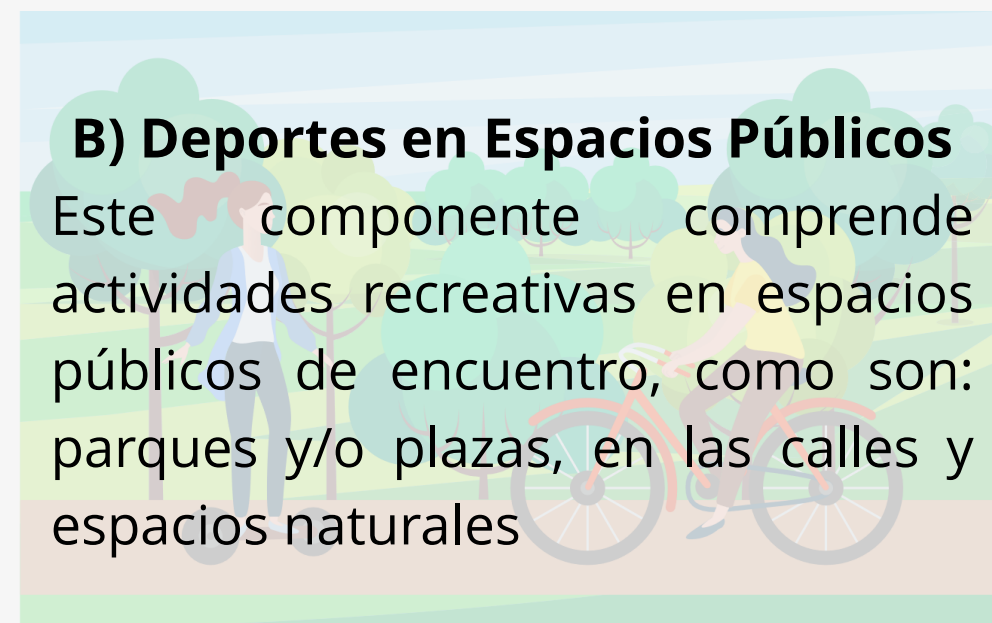 B) Deportes en Espacios Públicos
Este componente comprende
actividades recreativas en espacios
públicos de encuentro, como son:
parques y/o plazas, en las calles y
espacios naturales